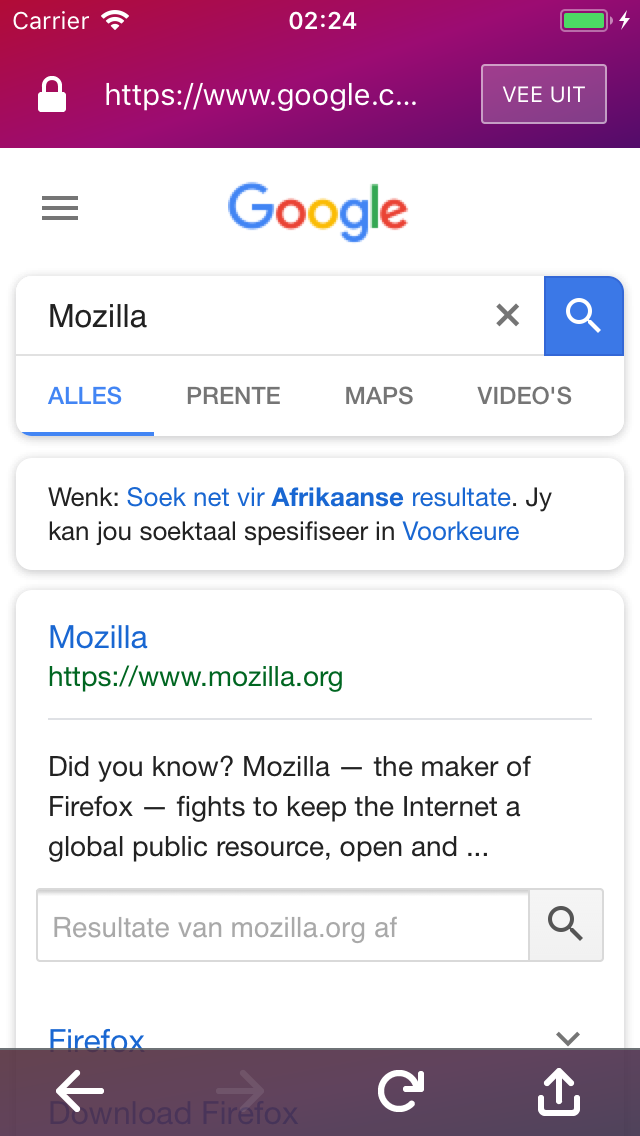 Carrier 02:24
https://www.google.c... VEE UIT
Google
Mozilla
ALLES PRENTE MAPS VIDEO'S
Wenk: Soek net vir Afrikaanse resultate. Jy
kan jou soektaal spesifiseer in Voorkeure
Mozilla
https://www.mozilla.org
Did you know? Mozilla — the maker of
Firefox — fights to keep the Internet a
global public resource, open and ...
Resultate van mozilla.org af
Firefox
Download Firefox